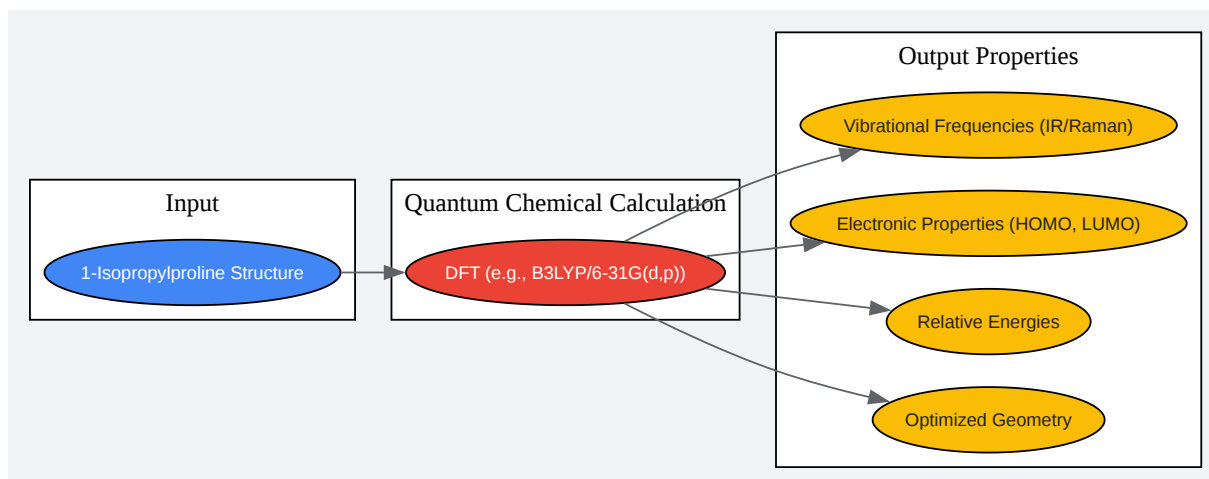 Input
1-Isopropylproline Structure
Quantum Chemical Calculation
DFT (e.g., B3LYP/6-31G(d,p))
Output Properties
Vibrational Frequencies (IR/Raman)
Electronic Properties (HOMO, LUMO)
Relative Energies
Optimized Geometry